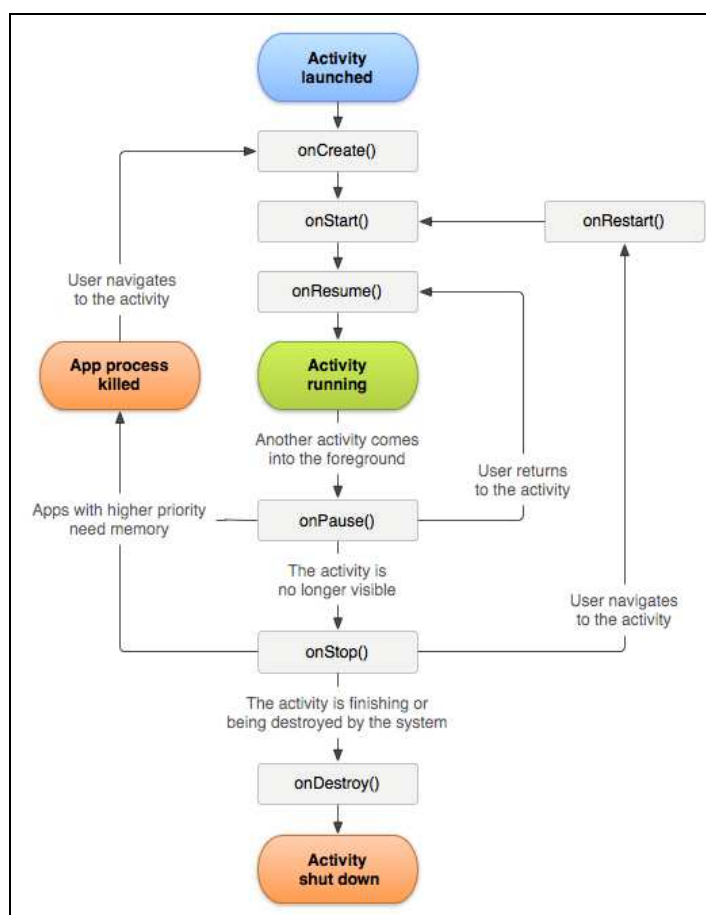 Activity
launched
onCreate()
onStart()
onRestart()
User navigates
to the activity
onResume()
App process
killed
Activity
running
Another activity comes
into the foreground
User returns
to the activity
Apps with higher priority
need memory
onPause()
The activity is
no longer visible
User navigates
to the activity
onStop()
The activity is finishing or
being destroyed by the system
onDestroy()
Activity
shut down